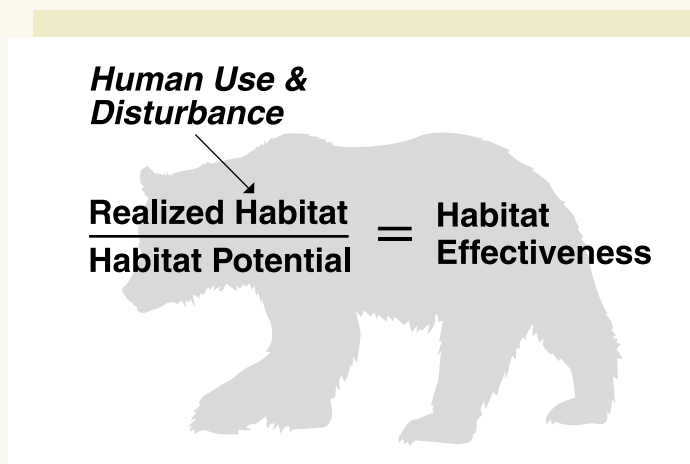 Human Use &
Disturbance
Realized Habitat
Habitat Potential
=
Habitat
Effectiveness